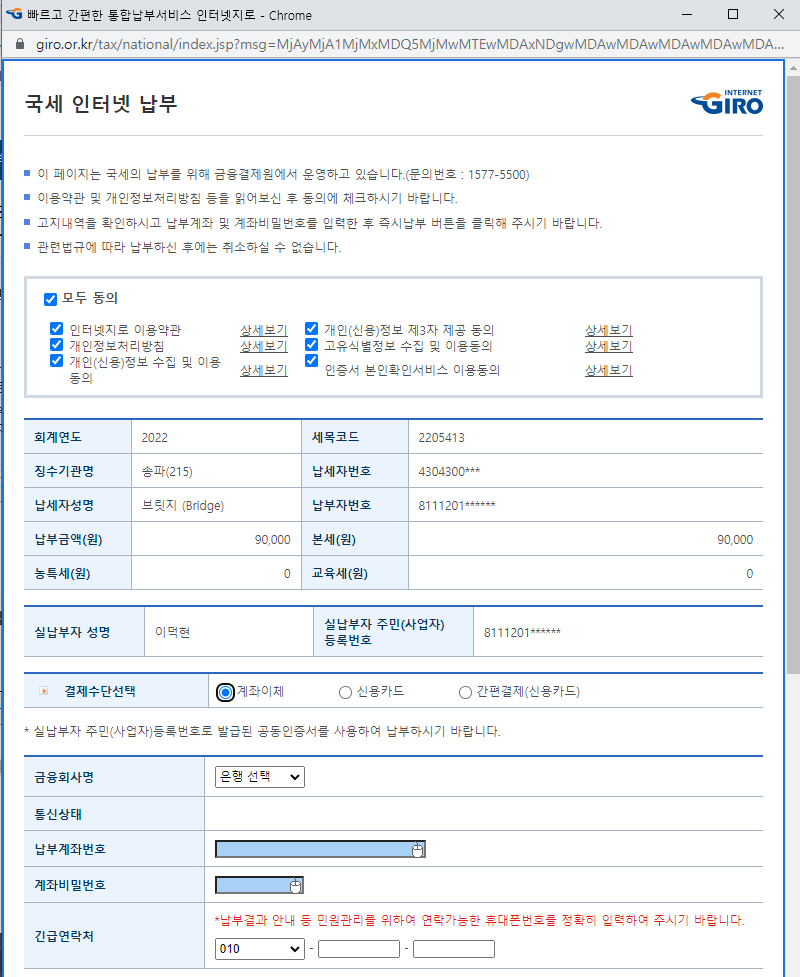 빠르고 간편한 통합납부서비스 인터넷지로 - Chrome
giro.or.kr/tax/national/index.jsp?msg=MjAyMjA1MjMxMDQ5MjMwMTEwMDAxNDgwMDAwMDAwMDAwMDAwMDA...
국세 인터넷 납부
INTERNET
GIRO
이 페이지는 국세의 납부를 위해 금융결제원에서 운영하고 있습니다.(문의번호 : 1577-5500)
이용약관 및 개인정보처리방침 등을 읽어보신 후 동의에 체크하시기 바랍니다.
고지내역을 확인하시고 납부계좌 및 계좌비밀번호를 입력한 후 즉시납부 버튼을 클릭해 주시기 바랍니다.
관련법규에 따라 납부하신 후에는 취소하실 수 없습니다.
모두 동의
인터넷지로 이용약관 상세보기 개인(신용)정보 제3자 제공 동의 상세보기
개인정보처리방침 상세보기 고유식별정보 수집 및 이용동의 상세보기
개인(신용)정보 수집 및 이용
동의 상세보기 인증서 본인확인서비스 이용동의 상세보기
회계연도 2022 세목코드 2205413
징수기관명 송파(215) 납세자번호 4304300***
납세자성명 브릿지 (Bridge) 납부자번호 8111201******
납부금액(원) 90,000 본세(원) 90,000
농특세(원) 0 교육세(원) 0
실납부자 성명 이덕현 실납부자 주민(사업자)
등록번호 8111201******
결제수단선택 계좌이체 신용카드 간편결제(신용카드)
* 실납부자 주민(사업자)등록번호로 발급된 공동인증서를 사용하여 납부하시기 바랍니다.
금융회사명 은행 선택
통신상태
납부계좌번호
계좌비밀번호
*납부결과 안내 등 민원관리를 위하여 연락가능한 휴대폰번호를 정확히 입력하여 주시기 바랍니다.
긴급연락처
010 - -